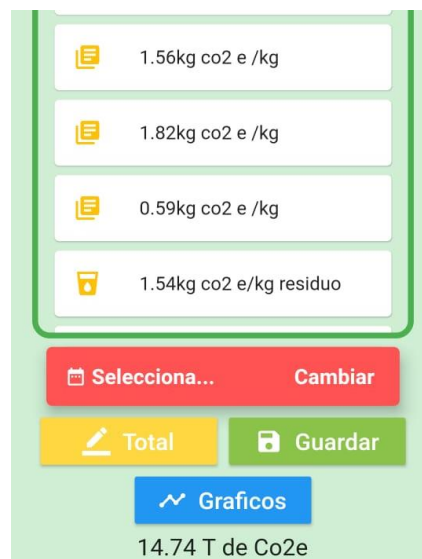 1.56kg co2 e /kg
1.82kg co2 e /kg
0.59kg co2 e /kg
1.54kg co2 e/kg residuo
Selecciona... Cambiar
Total Guardar
Graficos
14.74 T de Co2e